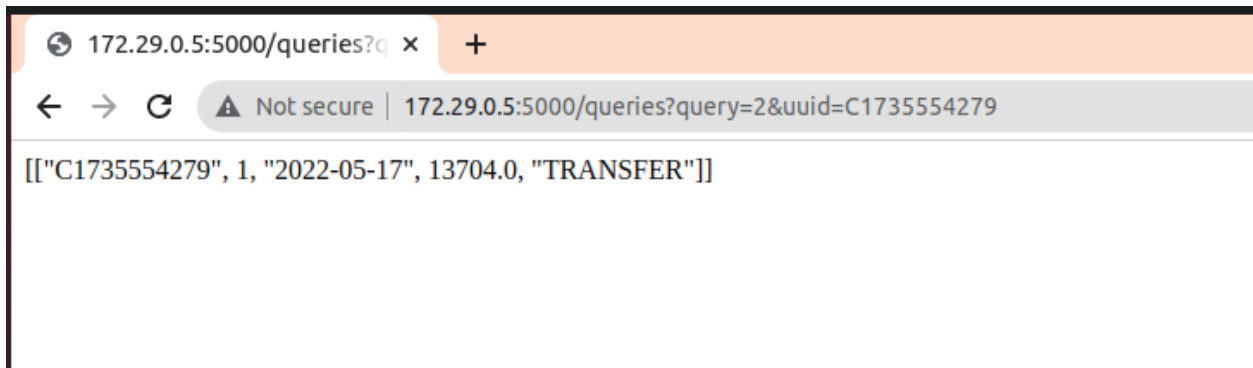 172.29.0.5:5000/queries?q
Not secure | 172.29.0.5:5000/queries?query=2&uuid=C1735554279
[["C1735554279", 1, "2022-05-17", 13704.0, "TRANSFER"]]